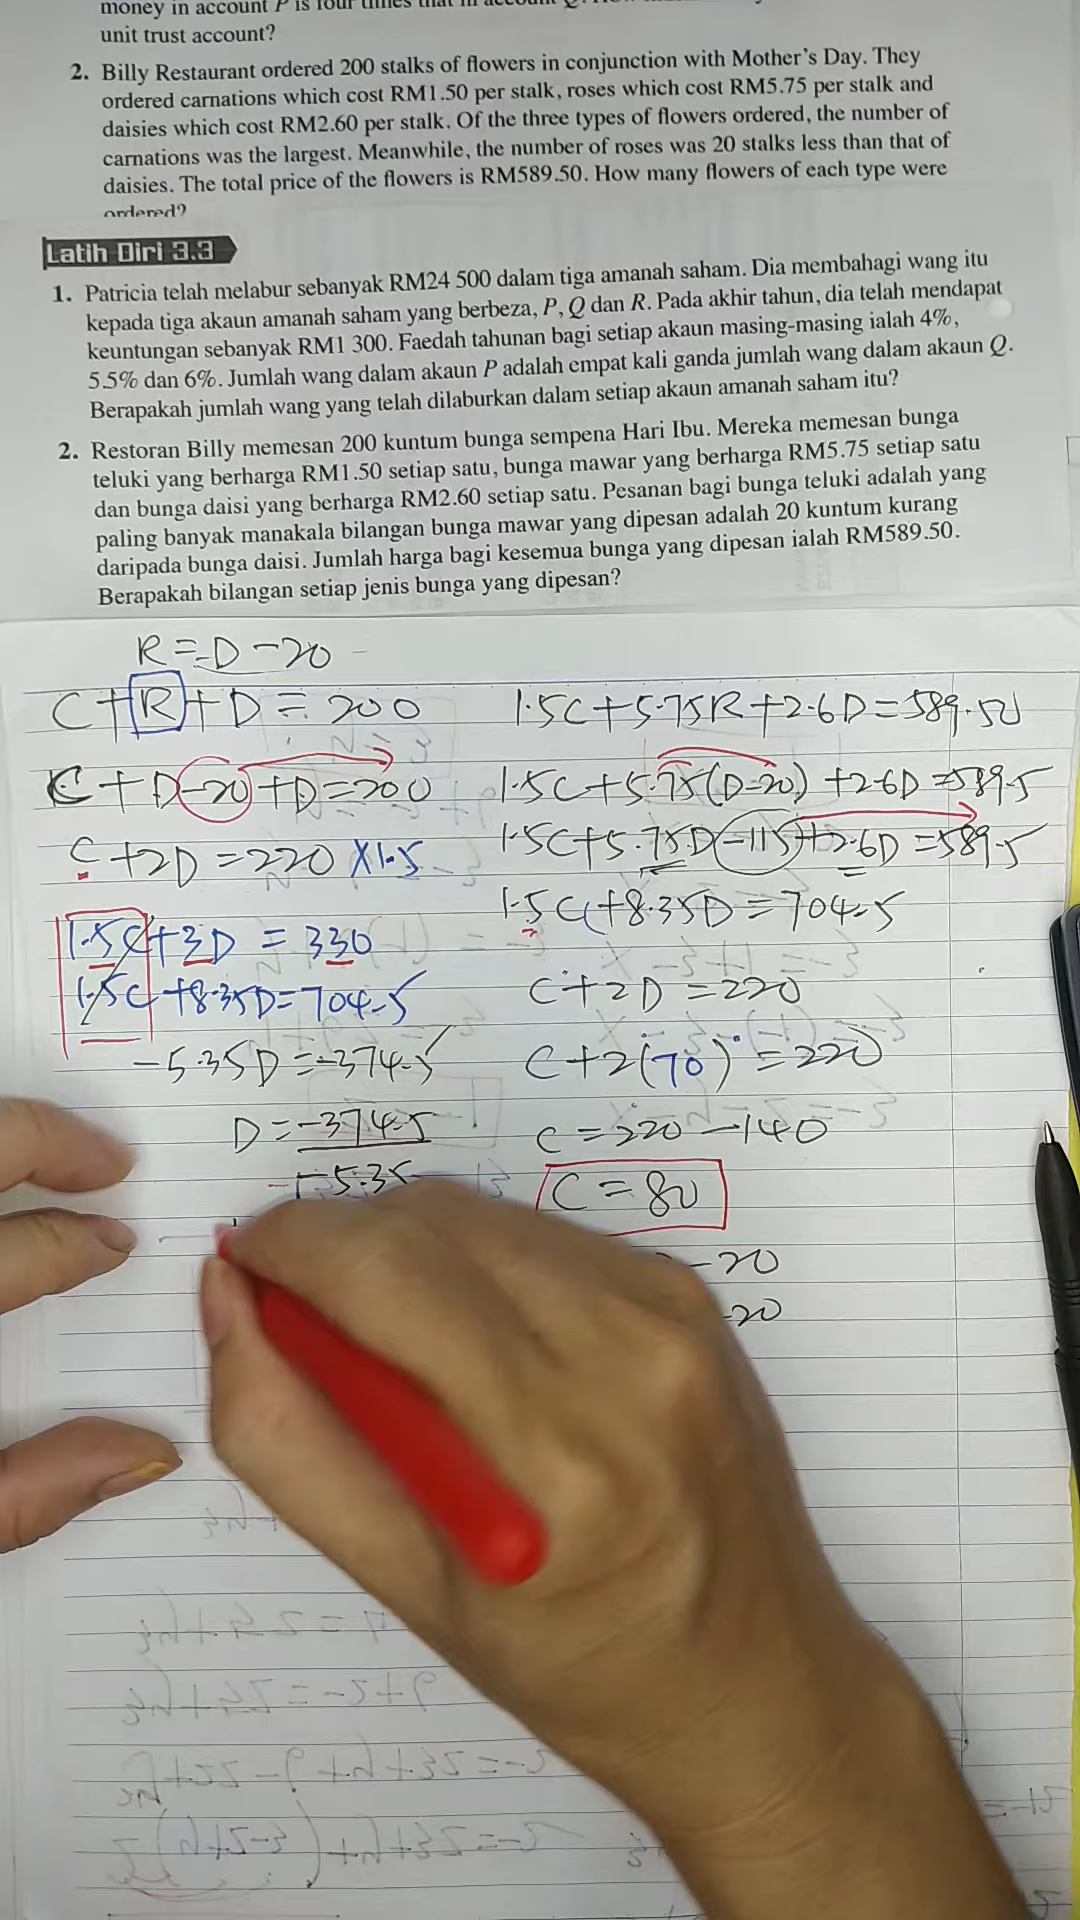 money in account P is four times that in account Q.
unit trust account?
2. Billy Restaurant ordered 200 stalks of flowers in conjunction with Mother's Day. They
ordered carnations which cost RM1.50 per stalk, roses which cost RM5.75 per stalk and
daisies which cost RM2.60 per stalk. Of the three types of flowers ordered, the number of
carnations was the largest. Meanwhile, the number of roses was 20 stalks less than that of
daisies. The total price of the flowers is RM589.50. How many flowers of each type were
ordered?
Latih Diri 3.3
1. Patricia telah melabur sebanyak RM24 500 dalam tiga amanah saham. Dia membahagi wang itu
kepada tiga akaun amanah saham yang berbeza, P, Q dan R. Pada akhir tahun, dia telah mendapat
keuntungan sebanyak RM1 300. Faedah tahunan bagi setiap akaun masing-masing ialah 4%,
5.5% dan 6%. Jumlah wang dalam akaun P adalah empat kali ganda jumlah wang dalam akaun Q.
Berapakah jumlah wang yang telah dilaburkan dalam setiap akaun amanah saham itu?
2. Restoran Billy memesan 200 kuntum bunga sempena Hari Ibu. Mereka memesan bunga
teluki yang berharga RM1.50 setiap satu, bunga mawar yang berharga RM5.75 setiap satu
dan bunga daisi yang berharga RM2.60 setiap satu. Pesanan bagi bunga teluki adalah yang
paling banyak manakala bilangan bunga mawar yang dipesan adalah 20 kuntum kurang
daripada bunga daisi. Jumlah harga bagi kesemua bunga yang dipesan ialah RM589.50.
Berapakah bilangan setiap jenis bunga yang dipesan?
R = D - 20
C + R + D = 200
C + D - 20 + D = 200
C + 2D = 220 × 1.5
1.5C + 3D = 330
1.5C + 8.35D = 704.5
-5.35D = -374.5
D = -374.5
-5.35
1.5C + 5.75R + 2.6D = 589.50
1.5C + 5.75(D - 20) + 2.6D = 589.5
1.5C + 5.75D - 115 + 2.6D = 589.5
1.5C + 8.35D = 704.5
C + 2D = 220
C + 2(70) = 220
C = 220 - 140
C = 80
- 20
- 20